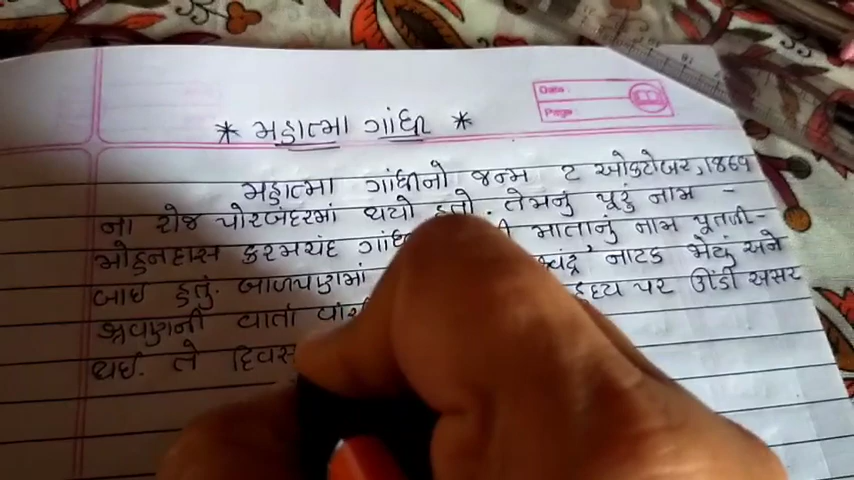 * મહાત્મા ગાંધી *
Date:
Page:
મહાત્મા ગાંધીનો જન્મ ૨ ઓક્ટોબર, 1869
ના રોજ પોરબંદરમાં થયો હતો. તેમનું પૂરું નામ -
મોહનદાસ કરમચંદ માતાનું નામ પૂતળી-
બાઇ હતું. બાળપણમાં નાટક જોયું અને
શ્રવણની વાર્તા હૃદય પર ઊંડી અસર
થઈ. તે દિવસ